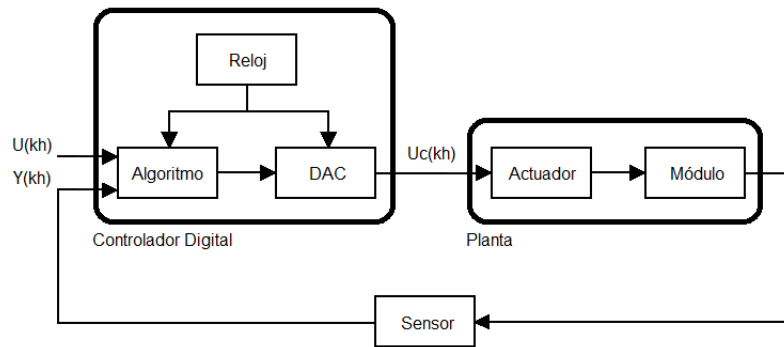 Reloj
U(kh)
Y(kh)
Algoritmo
DAC
Uc(kh)
Actuador
Módulo
Controlador Digital
Planta
Sensor